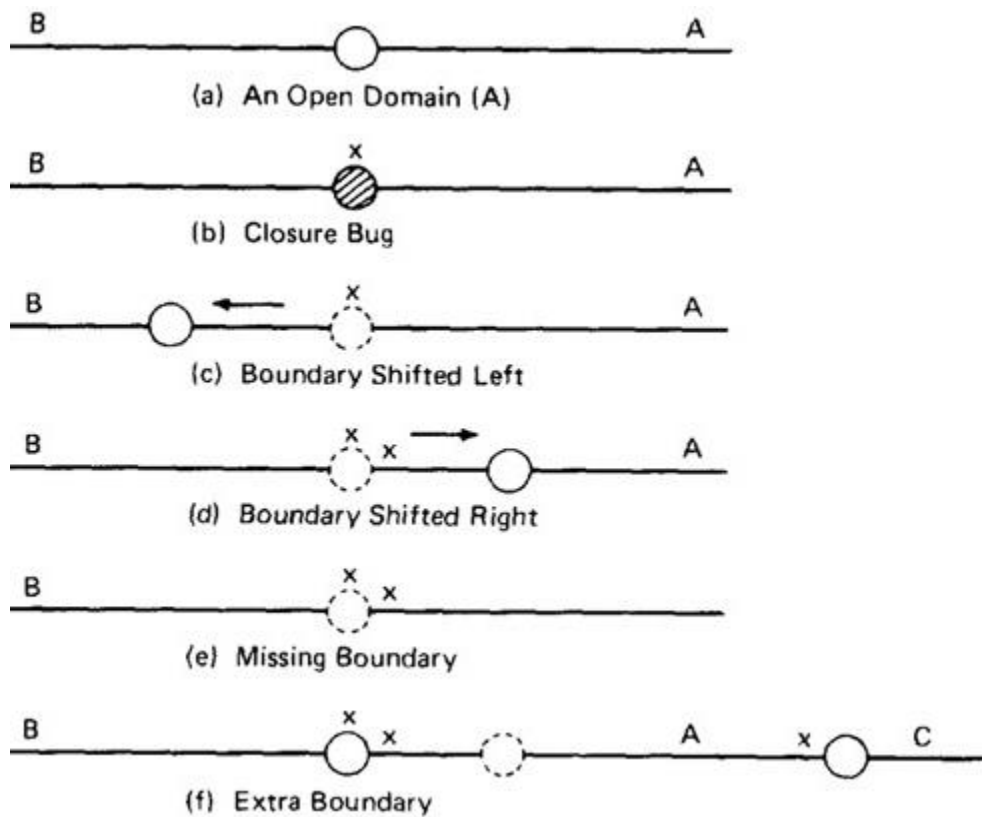 B A
(a) An Open Domain (A)
x
B A
(b) Closure Bug
x
B A
(c) Boundary Shifted Left
x
B x A
(d) Boundary Shifted Right
x
B x
(e) Missing Boundary
x
B x A x C
(f) Extra Boundary